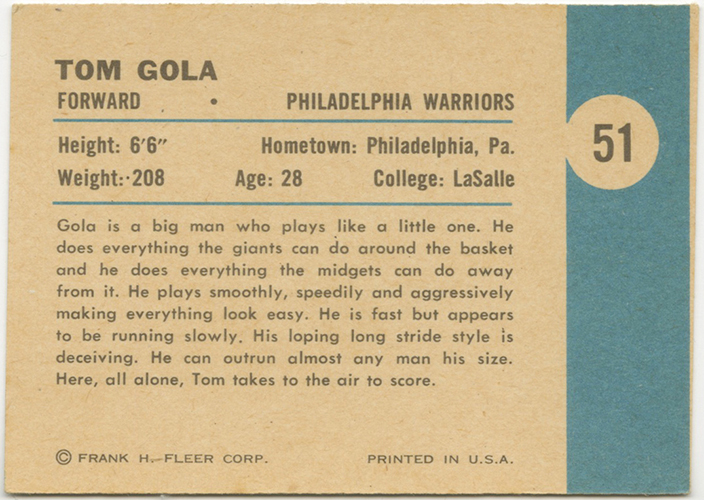 TOM GOLA
FORWARD • PHILADELPHIA WARRIORS
Height: 6'6" Hometown: Philadelphia, Pa.
Weight: 208 Age: 28 College: LaSalle
51
Gola is a big man who plays like a little one. He
does everything the giants can do around the basket
and he does everything the midgets can do away
from it. He plays smoothly, speedily and aggressively
making everything look easy. He is fast but appears
to be running slowly. His loping long stride style is
deceiving. He can outrun almost any man his size.
Here, all alone, Tom takes to the air to score.
© FRANK H. FLEER CORP. PRINTED IN U.S.A.